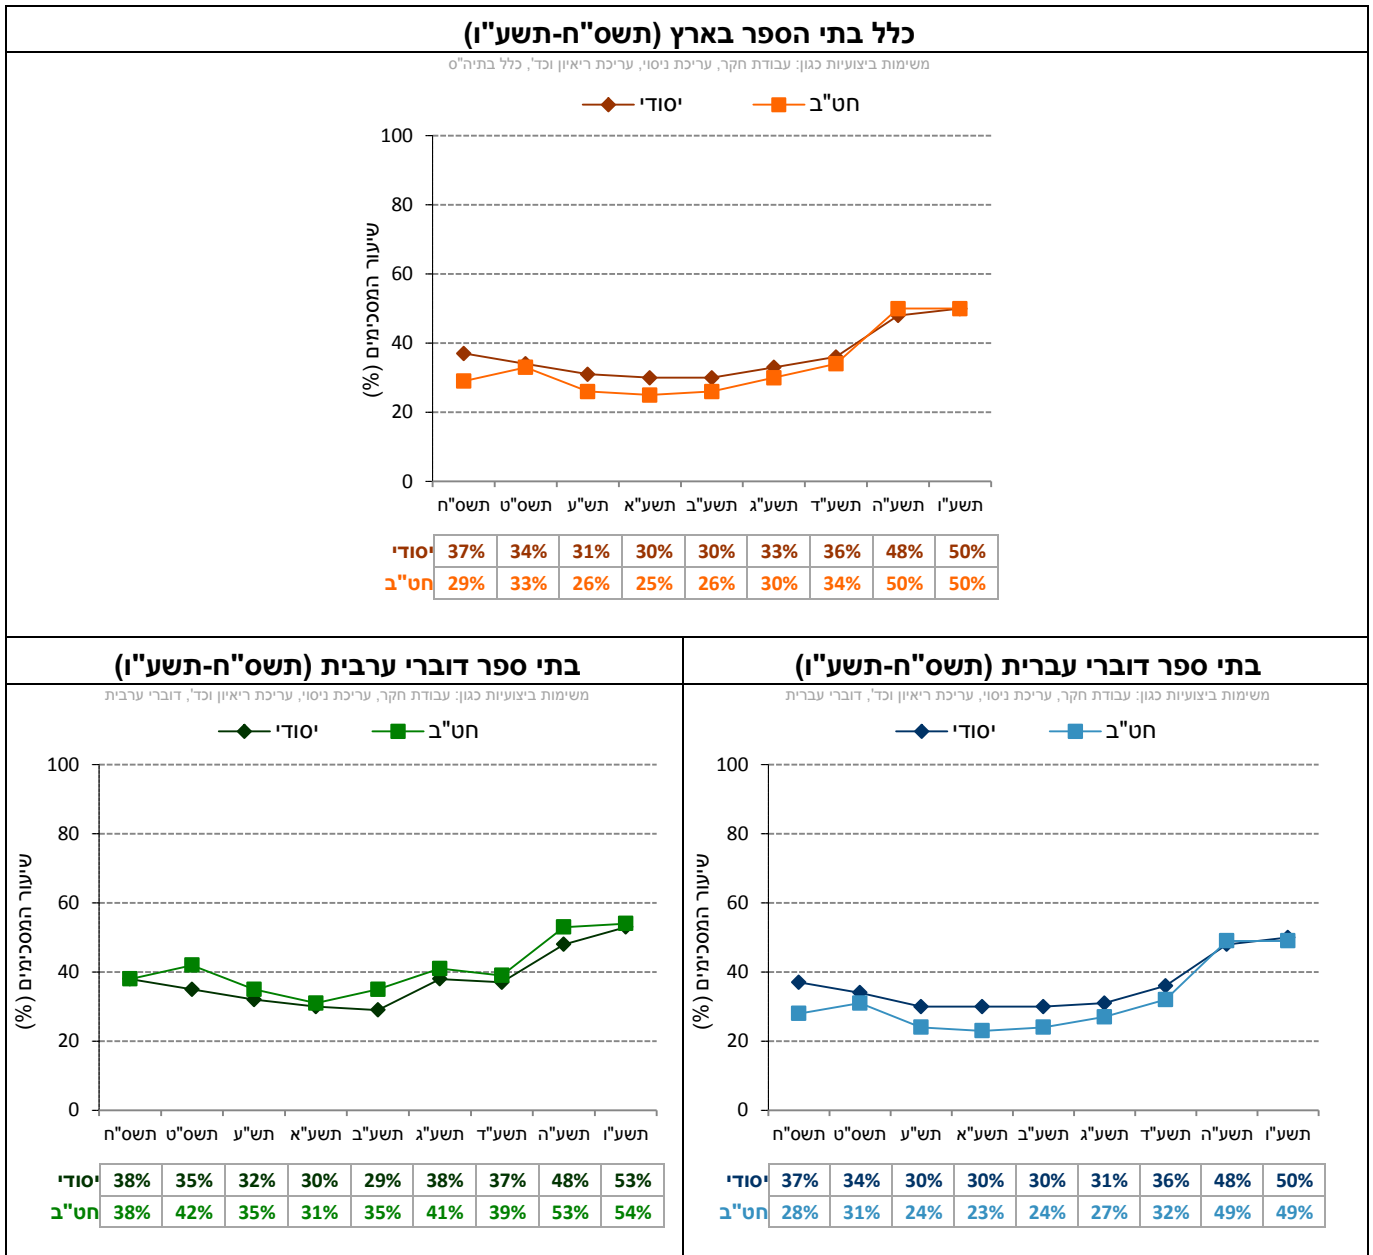 כלל בתי הספר בארץ (תשס"ח-תשע"ו)
משימות ביצועיות כגון: עבודת חקר, עריכת ניסוי, עריכת ריאיון וכד', כלל בתיה"ס
יסודי חט"ב
שיעור המסכימים (%)
100
80
60
40
20
0
תשס"ח תשס"ט תש"ע תשע"א תשע"ב תשע"ג תשע"ד תשע"ה תשע"ו
יסודי 37% 34% 31% 30% 30% 33% 36% 48% 50%
חט"ב 29% 33% 26% 25% 26% 30% 34% 50% 50%
בתי ספר דוברי עברית (תשס"ח-תשע"ו)
משימות ביצועיות כגון: עבודת חקר, עריכת ניסוי, עריכת ריאיון וכד', דוברי עברית
יסודי חט"ב
שיעור המסכימים (%)
100
80
60
40
20
0
תשס"ח תשס"ט תש"ע תשע"א תשע"ב תשע"ג תשע"ד תשע"ה תשע"ו
יסודי 37% 34% 30% 30% 30% 31% 36% 48% 50%
חט"ב 28% 31% 24% 23% 24% 27% 32% 49% 49%
בתי ספר דוברי ערבית (תשס"ח-תשע"ו)
משימות ביצועיות כגון: עבודת חקר, עריכת ניסוי, עריכת ריאיון וכד', דוברי ערבית
יסודי חט"ב
שיעור המסכימים (%)
100
80
60
40
20
0
תשס"ח תשס"ט תש"ע תשע"א תשע"ב תשע"ג תשע"ד תשע"ה תשע"ו
יסודי 38% 35% 32% 30% 29% 38% 37% 48% 53%
חט"ב 38% 42% 35% 31% 35% 41% 39% 53% 54%